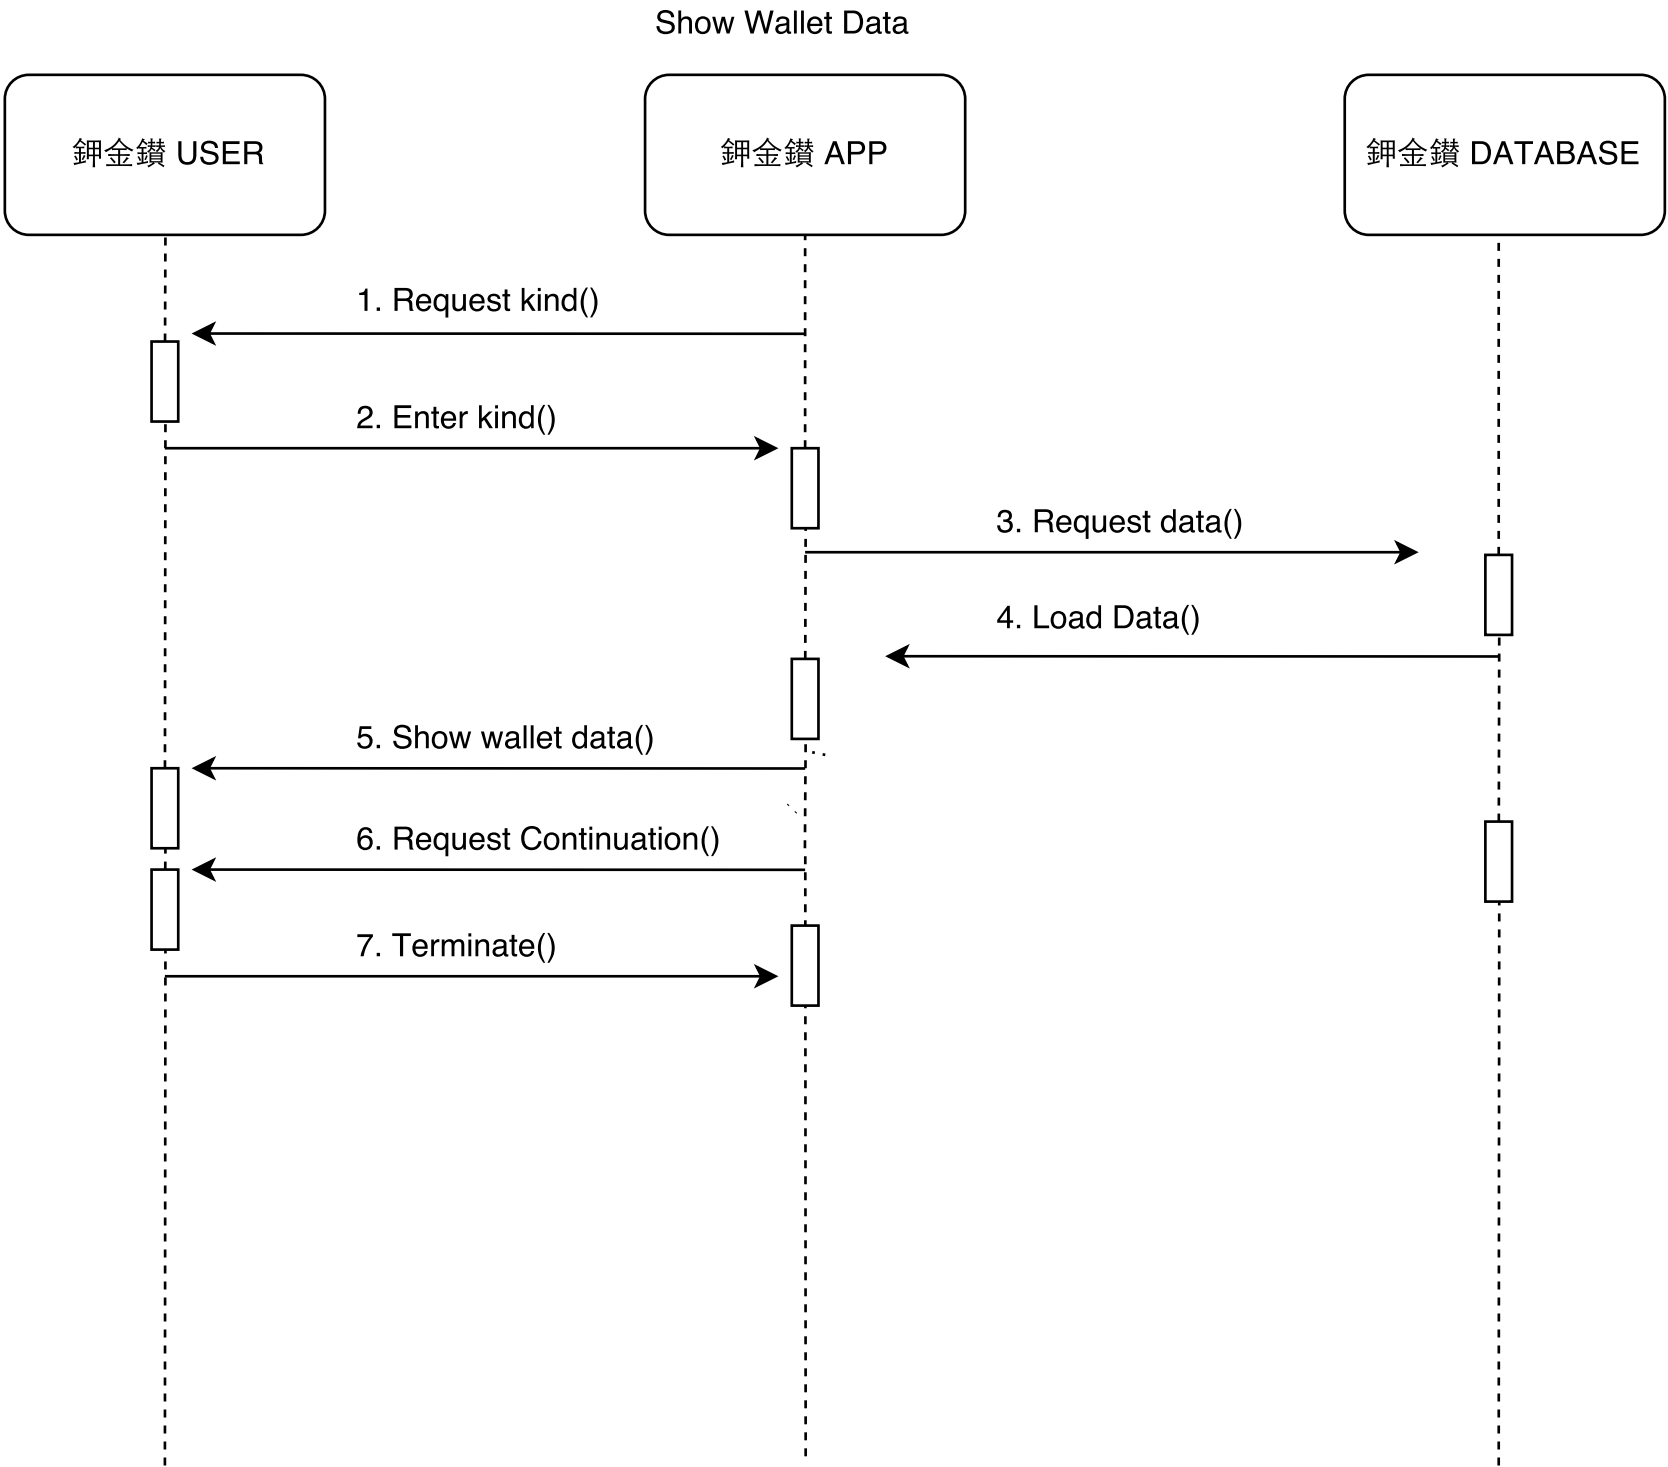 Show Wallet Data
鉀金鑽 USER
鉀金鑽 APP
鉀金鑽 DATABASE
1. Request kind()
2. Enter kind()
3. Request data()
4. Load Data()
5. Show wallet data()
6. Request Continuation()
7. Terminate()